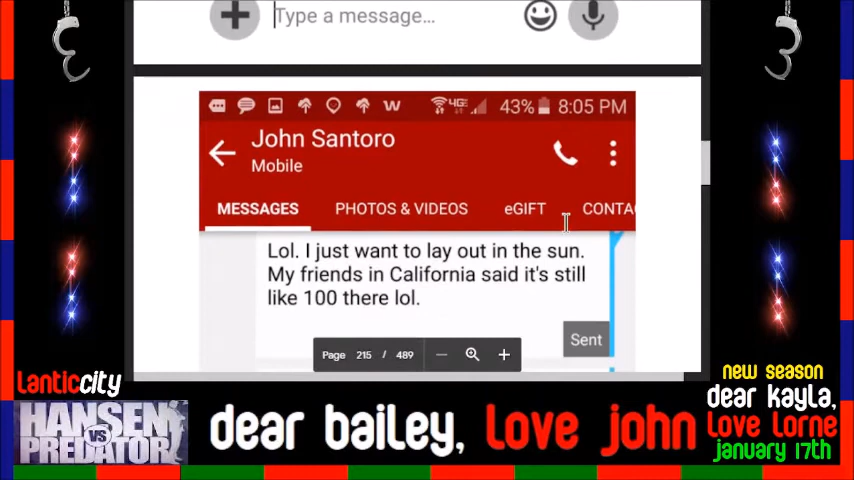 Type a message...
43% 8:05 PM
John Santoro
Mobile
MESSAGES PHOTOS & VIDEOS eGIFT CONTA
Lol. I just want to lay out in the sun.
My friends in California said it's still
like 100 there lol.
Sent
Page 215 / 489
Lanticcity
HANSEN
VS
PREDATOR
dear bailey, Love john
new season
dear kayla,
Love Lorne
january 17th